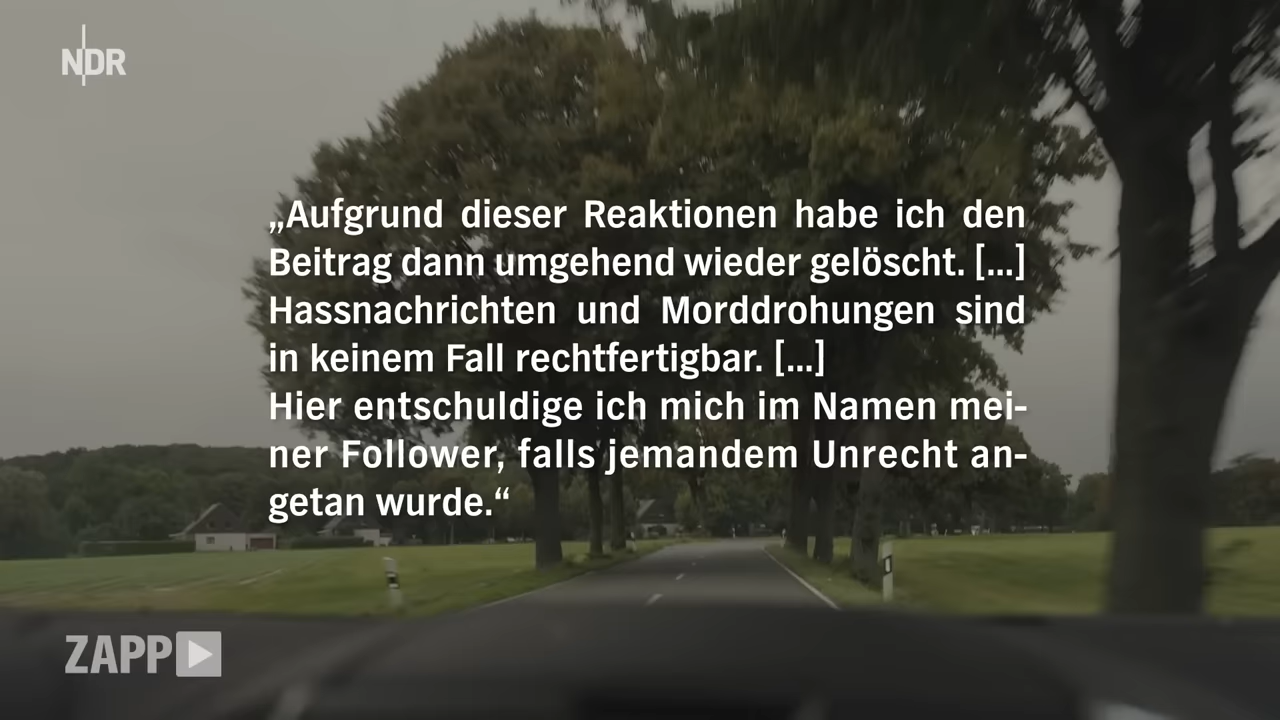 NDR
„Aufgrund dieser Reaktionen habe ich den
Beitrag dann umgehend wieder gelöscht. [...]
Hassnachrichten und Morddrohungen sind
in keinem Fall rechtfertigbar. [...]
Hier entschuldige ich mich im Namen mei-
ner Follower, falls jemandem Unrecht an-
getan wurde.“
ZAPP